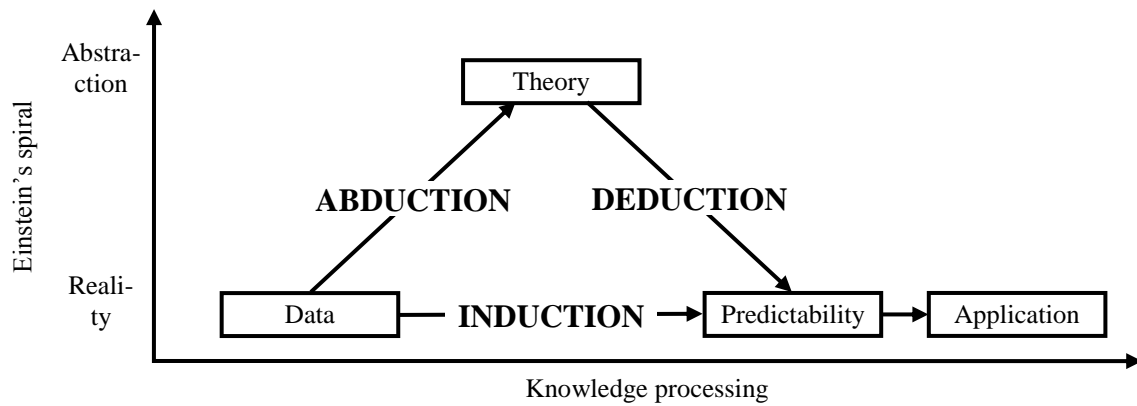 Abstra-
ction
Theory
Einstein’s spiral
ABDUCTION
DEDUCTION
Reali-
ty
Data
INDUCTION
Predictability
Application
Knowledge processing